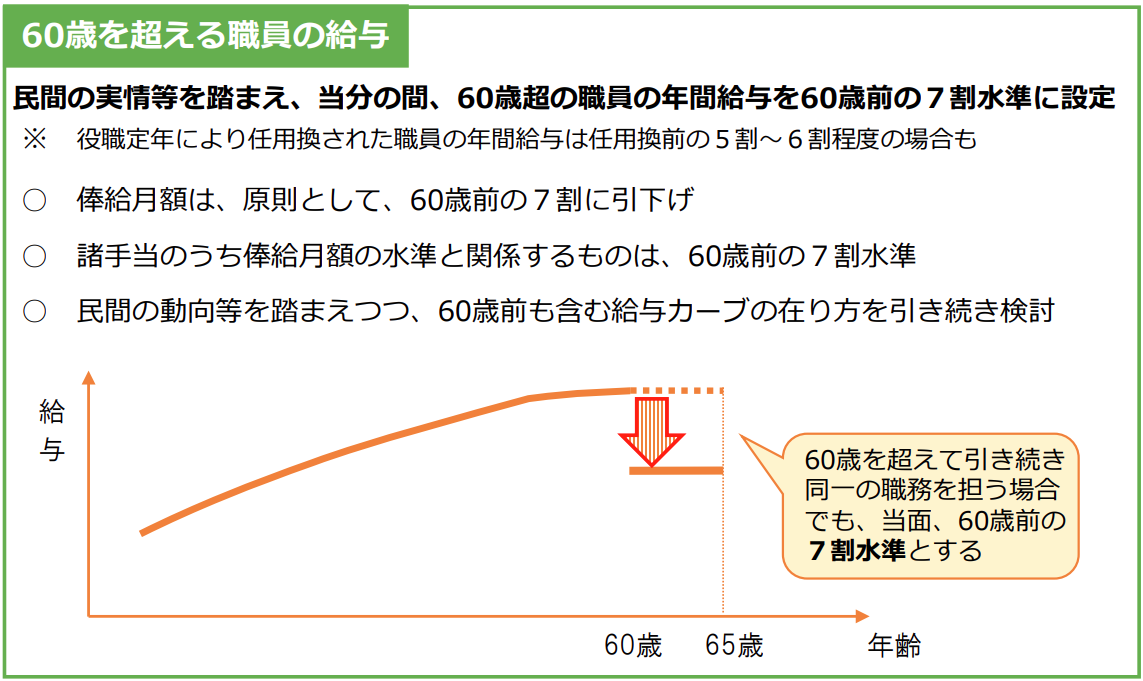 60歳を超える職員の給与
民間の実情等を踏まえ、当分の間、60歳超の職員の年間給与を60歳前の７割水準に設定
※　役職定年により任用換された職員の年間給与は任用換前の５割～６割程度の場合も
○　俸給月額は、原則として、60歳前の７割に引下げ
○　諸手当のうち俸給月額の水準と関係するものは、60歳前の７割水準
○　民間の動向等を踏まえつつ、60歳前も含む給与カーブの在り方を引き続き検討
給
与
60歳を超えて引き続き
同一の職務を担う場合
でも、当面、60歳前の
７割水準とする
60歳
65歳
年齢